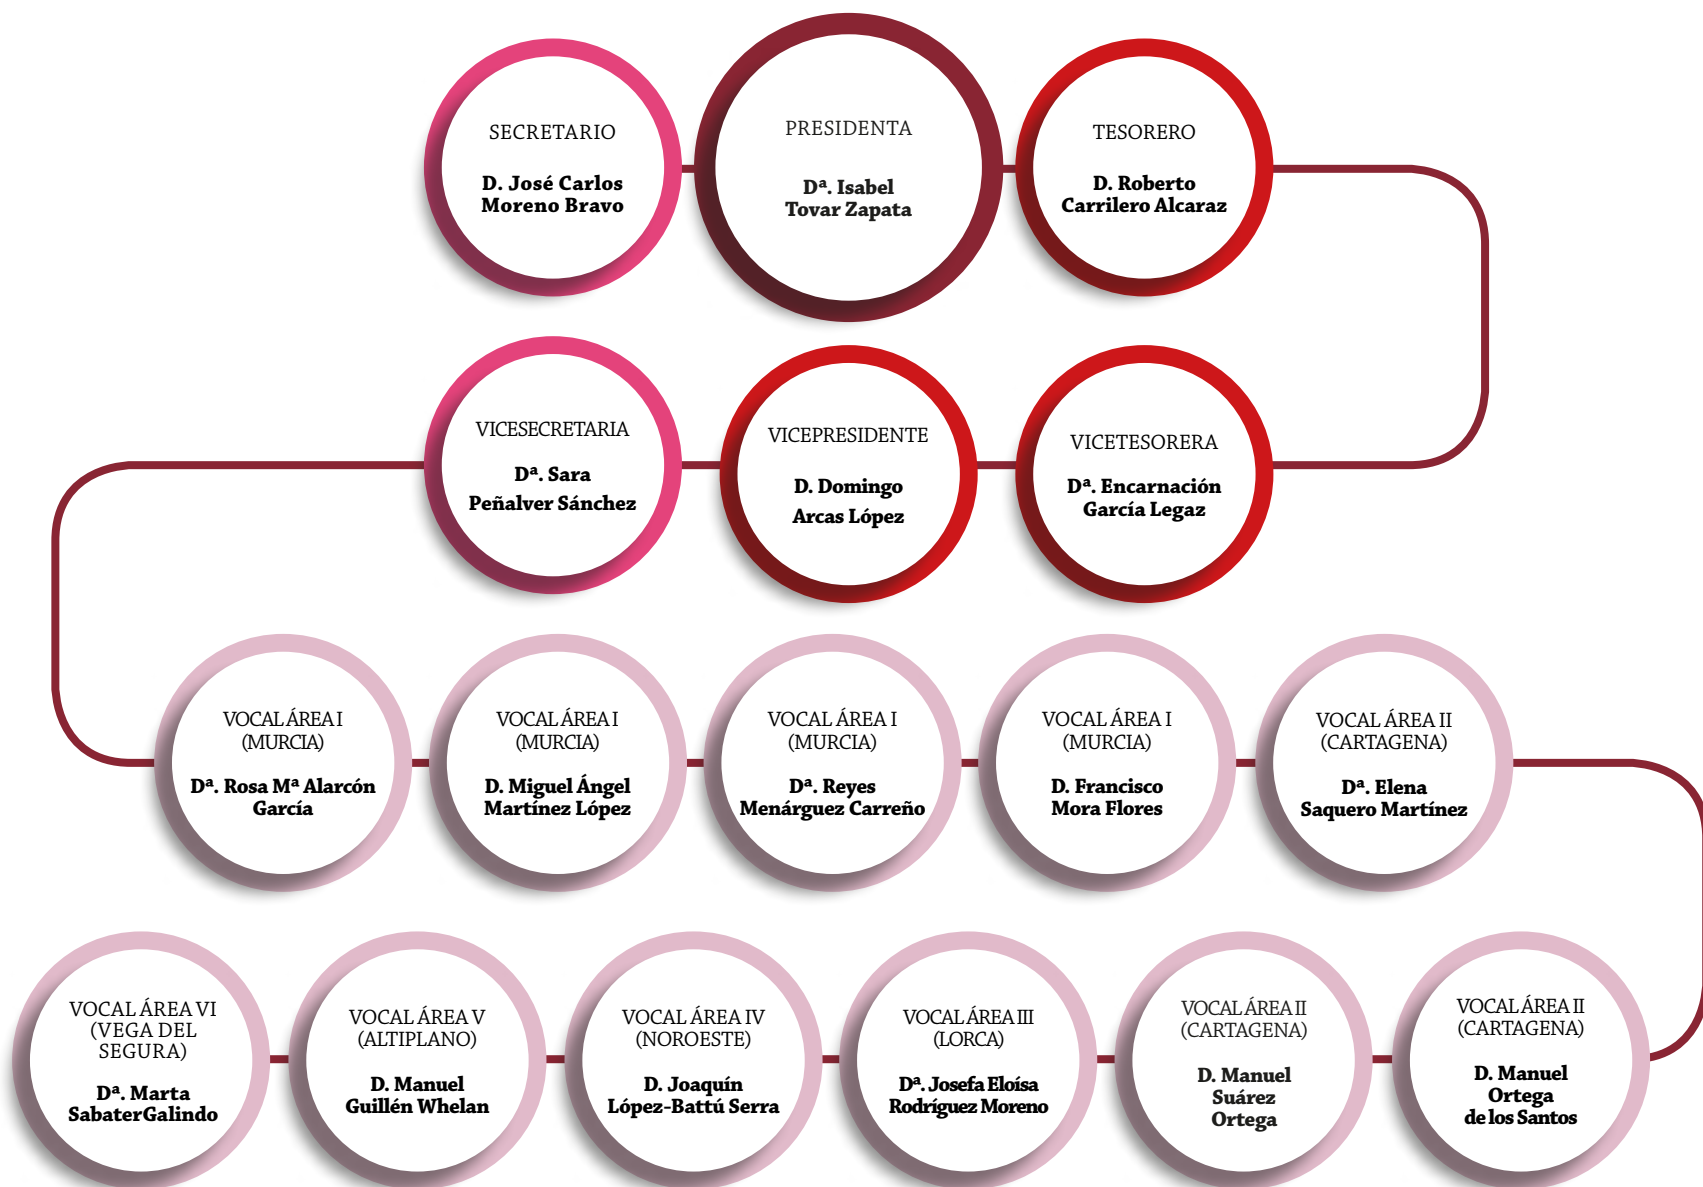 SECRETARIO
D. José Carlos
Moreno Bravo
PRESIDENTA
Dª. Isabel
Tovar Zapata
TESORERO
D. Roberto
Carrilero Alcaraz
VICESECRETARIA
Dª. Sara
Peñalver Sánchez
VICEPRESIDENTE
D. Domingo
Arcas López
VICETESORERA
Dª. Encarnación
García Legaz
VOCAL ÁREA I
(MURCIA)
Dª. Rosa Mª Alarcón
García
VOCAL ÁREA I
(MURCIA)
D. Miguel Ángel
Martínez López
VOCAL ÁREA I
(MURCIA)
Dª. Reyes
Menárguez Carreño
VOCAL ÁREA I
(MURCIA)
D. Francisco
Mora Flores
VOCAL ÁREA II
(CARTAGENA)
Dª. Elena
Saquero Martínez
VOCAL ÁREA VI
(VEGA DEL
SEGURA)
Dª. Marta
Sabater Galindo
VOCAL ÁREA V
(ALTIPLANO)
D. Manuel
Guillén Whelan
VOCAL ÁREA IV
(NOROESTE)
D. Joaquín
López-Battú Serra
VOCAL ÁREA III
(LORCA)
Dª. Josefa Eloísa
Rodríguez Moreno
VOCAL ÁREA II
(CARTAGENA)
D. Manuel
Suárez
Ortega
VOCAL ÁREA II
(CARTAGENA)
D. Manuel
Ortega
de los Santos